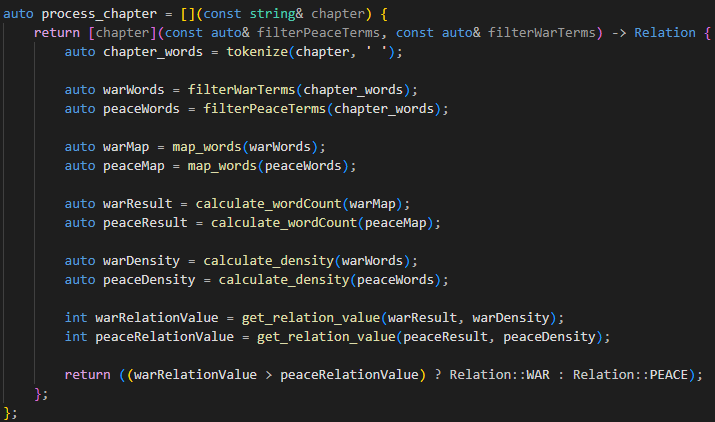 auto process_chapter = [](const string& chapter) {
    return [chapter](const auto& filterPeaceTerms, const auto& filterWarTerms) -> Relation {
        auto chapter_words = tokenize(chapter, ' ');

        auto warWords = filterWarTerms(chapter_words);
        auto peaceWords = filterPeaceTerms(chapter_words);

        auto warMap = map_words(warWords);
        auto peaceMap = map_words(peaceWords);

        auto warResult = calculate_wordCount(warMap);
        auto peaceResult = calculate_wordCount(peaceMap);

        auto warDensity = calculate_density(warWords);
        auto peaceDensity = calculate_density(peaceWords);

        int warRelationValue = get_relation_value(warResult, warDensity);
        int peaceRelationValue = get_relation_value(peaceResult, peaceDensity);

        return ((warRelationValue > peaceRelationValue) ? Relation::WAR : Relation::PEACE);
    };
};